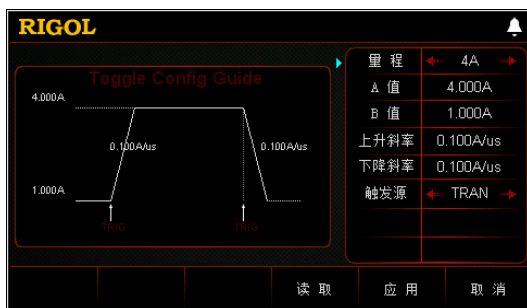 RIGOL
Toggle Config Guide
4.000A
0.100A/us
0.100A/us
1.000A
TRIG
TRIG
量 程 4A
A 值 4.000A
B 值 1.000A
上升斜率 0.100A/us
下降斜率 0.100A/us
触发源 TRAN
读 取 应 用 取 消